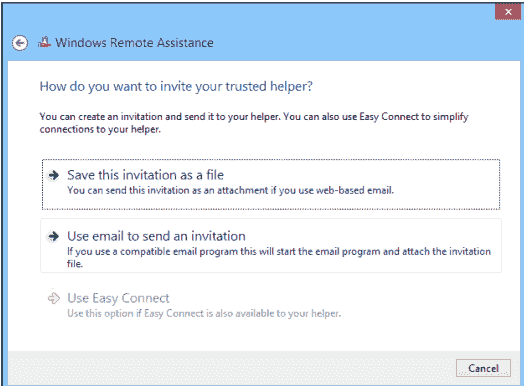 Windows Remote Assistance
How do you want to invite your trusted helper?
You can create an invitation and send it to your helper. You can also use Easy Connect to simplify
connections to your helper.
Save this invitation as a file
You can send this invitation as an attachment if you use web-based email.
Use email to send an invitation
If you use a compatible email program this will start the email program and attach the invitation
file.
Use Easy Connect
Use this option if Easy Connect is also available to your helper.
Cancel